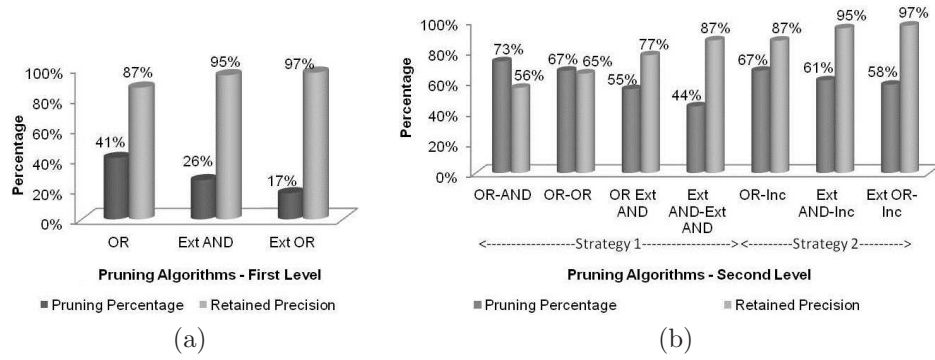 100%
80%
60%
40%
20%
0%
Percentage
41%
87%
26%
95%
17%
97%
OR
Ext AND
Ext OR
Pruning Algorithms - First Level
Pruning Percentage
Retained Precision
(a)
100%
80%
60%
40%
20%
0%
Percentage
73%
56%
67%
65%
55%
77%
44%
87%
67%
87%
61%
95%
58%
97%
OR-AND
OR-OR
OR Ext
AND
Ext
AND-Ext
AND
OR-Inc
Ext
AND-Inc
Ext OR-
Inc
<---------------Strategy 1--------------->
<---------Strategy 2--------->
Pruning Algorithms - Second Level
Pruning Percentage
Retained Precision
(b)